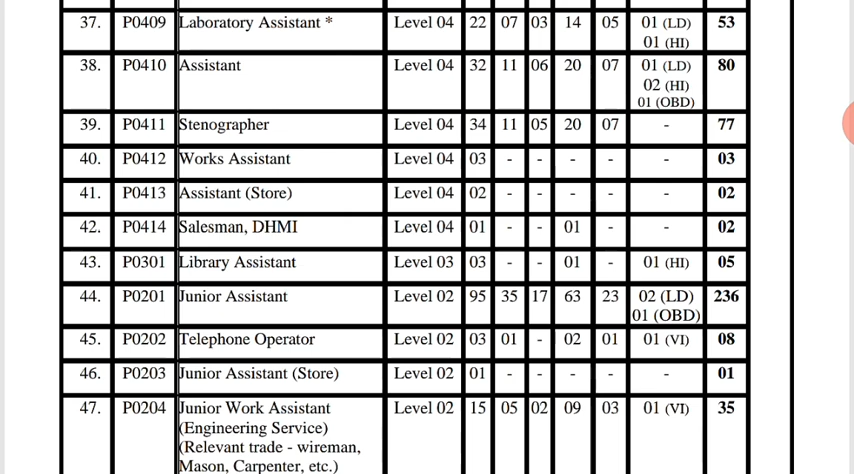 37. P0409 Laboratory Assistant * Level 04 22 07 03 14 05 01 (LD) 53
01 (HI)
38. P0410 Assistant Level 04 32 11 06 20 07 01 (LD) 80
02 (HI)
01 (OBD)
39. P0411 Stenographer Level 04 34 11 05 20 07 - 77
40. P0412 Works Assistant Level 04 03 - - - - - 03
41. P0413 Assistant (Store) Level 04 02 - - - - - 02
42. P0414 Salesman, DHMI Level 04 01 - - 01 - - 02
43. P0301 Library Assistant Level 03 03 - - 01 - 01 (HI) 05
44. P0201 Junior Assistant Level 02 95 35 17 63 23 02 (LD) 236
01 (OBD)
45. P0202 Telephone Operator Level 02 03 01 - 02 01 01 (VI) 08
46. P0203 Junior Assistant (Store) Level 02 01 - - - - - 01
47. P0204 Junior Work Assistant Level 02 15 05 02 09 03 01 (VI) 35
(Engineering Service)
(Relevant trade - wireman,
Mason, Carpenter, etc.)